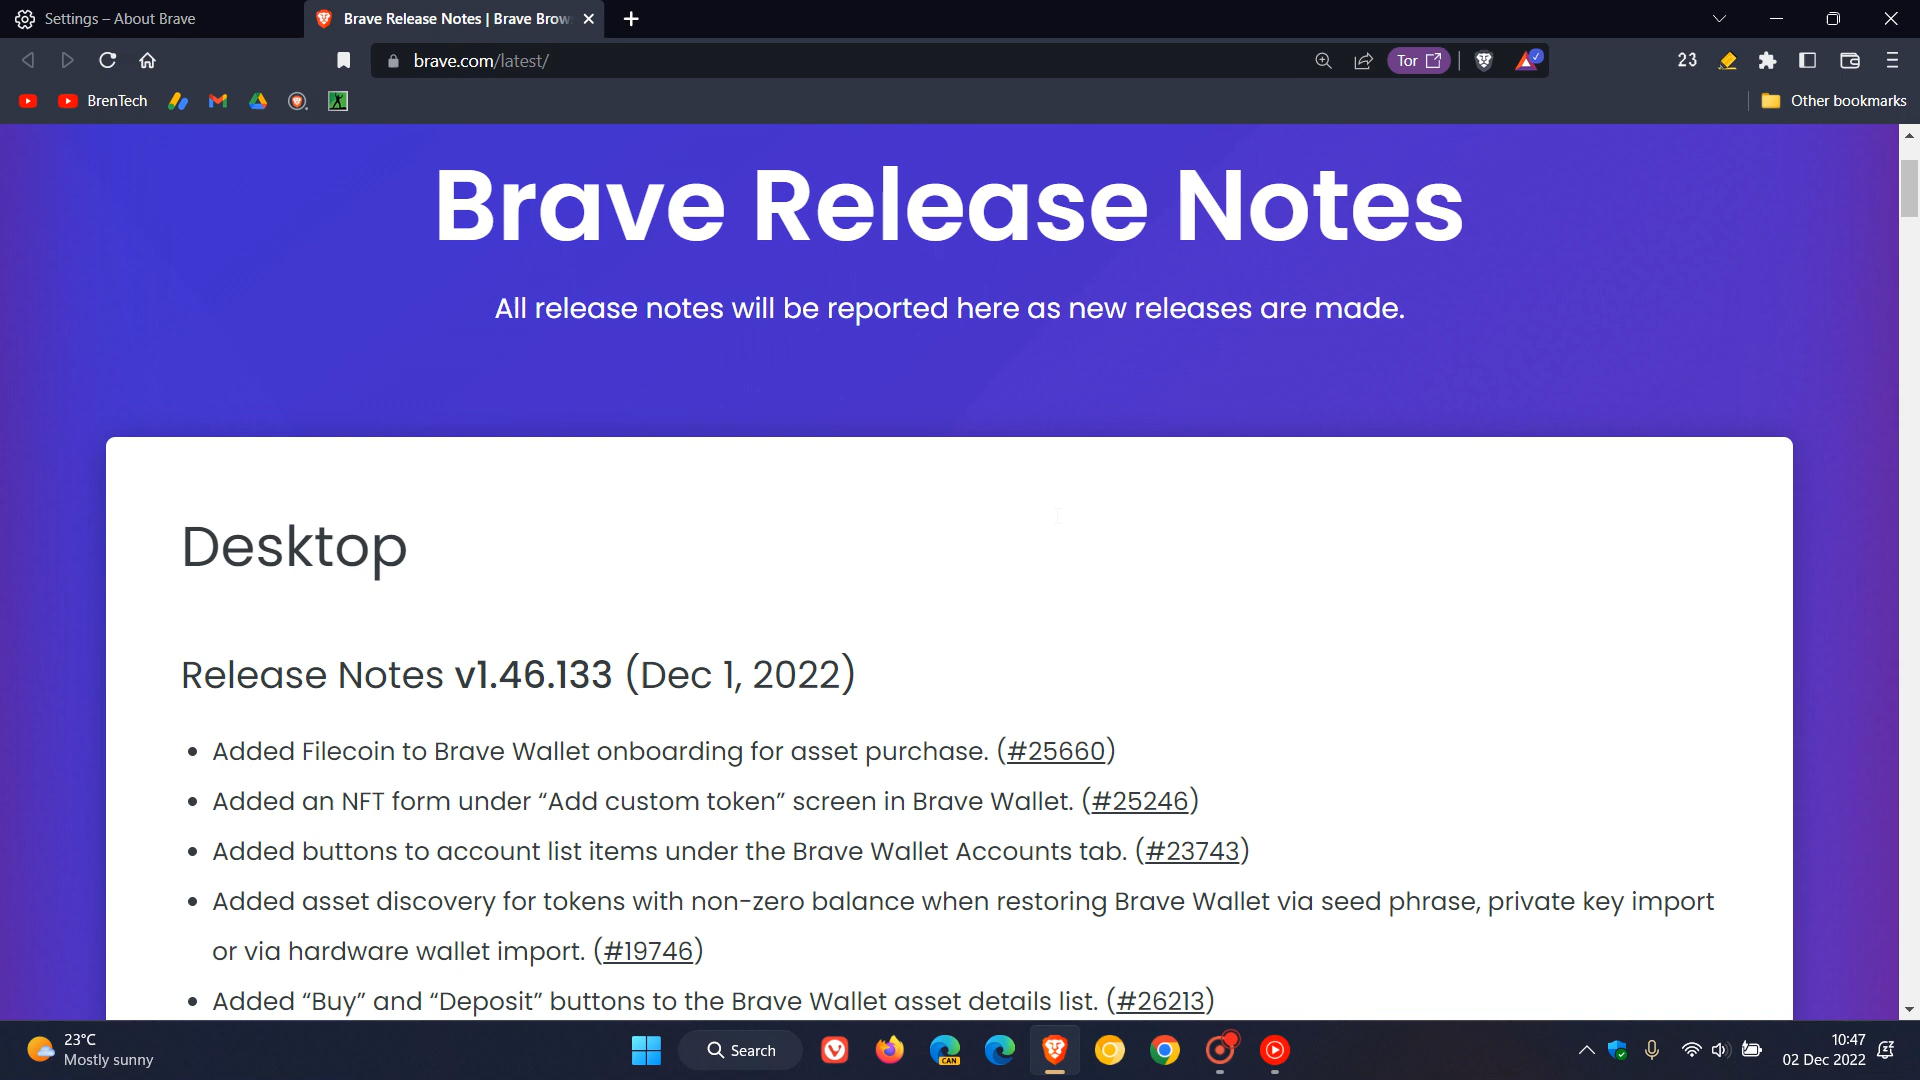 Settings – About Brave
Brave Release Notes | Brave Brow
brave.com/latest/
Tor
23
BrenTech
Other bookmarks
Brave Release Notes
All release notes will be reported here as new releases are made.
Desktop
Release Notes v1.46.133 (Dec 1, 2022)
• Added Filecoin to Brave Wallet onboarding for asset purchase. (#25660)
• Added an NFT form under “Add custom token” screen in Brave Wallet. (#25246)
• Added buttons to account list items under the Brave Wallet Accounts tab. (#23743)
• Added asset discovery for tokens with non-zero balance when restoring Brave Wallet via seed phrase, private key import
or via hardware wallet import. (#19746)
• Added “Buy” and “Deposit” buttons to the Brave Wallet asset details list. (#26213)
23°C
Mostly sunny
Search
CAN
10:47
02 Dec 2022